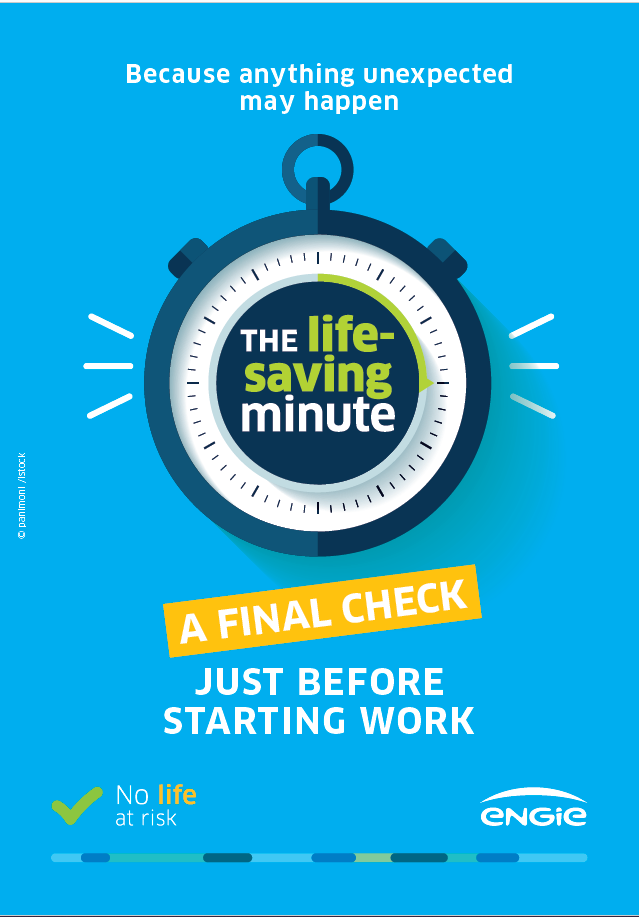 Because anything unexpected
may happen
THE life-
saving
minute
© panimoni /Istock
A FINAL CHECK
JUST BEFORE
STARTING WORK
No life
at risk
ENGiE